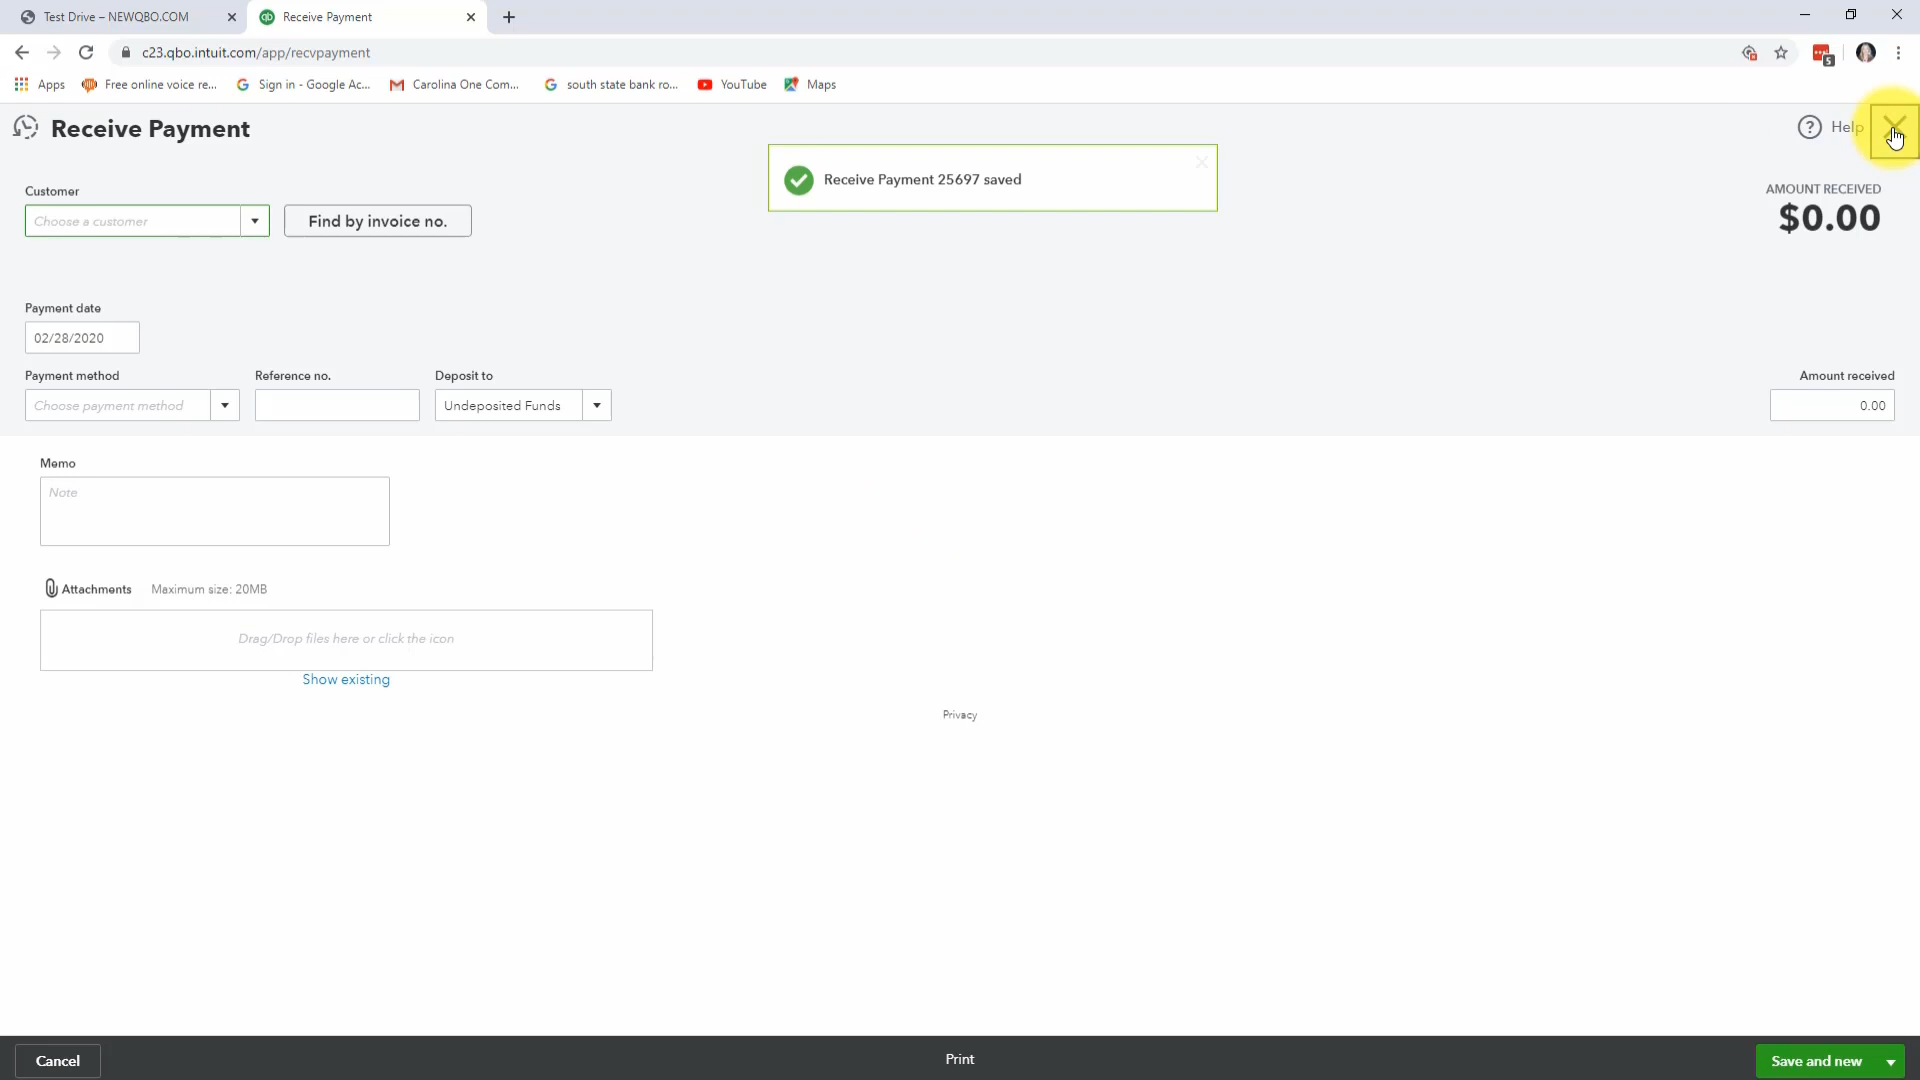 Test Drive – NEWQBO.COM
Receive Payment
c23.qbo.intuit.com/app/recvpayment
5
Apps
Free online voice re...
Sign in - Google Ac...
Carolina One Com...
south state bank ro...
YouTube
Maps
Receive Payment
Help
Receive Payment 25697 saved
Customer
Choose a customer
Find by invoice no.
AMOUNT RECEIVED
$0.00
Payment date
02/28/2020
Payment method
Reference no.
Deposit to
Amount received
Choose payment method
Undeposited Funds
0.00
Memo
Note
Attachments Maximum size: 20MB
Drag/Drop files here or click the icon
Show existing
Privacy
Cancel
Print
Save and new